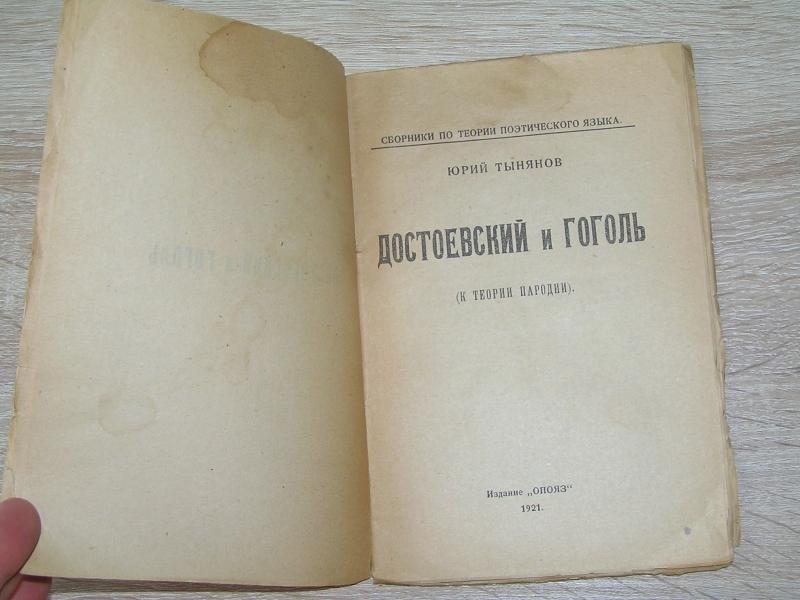 СБОРНИКИ ПО ТЕОРИИ ПОЭТИЧЕСКОГО ЯЗЫКА.
ЮРИЙ ТЫНЯНОВ
ДОСТОЕВСКИЙ и ГОГОЛЬ
(К ТЕОРИИ ПАРОДИИ).
Издание „ОПОЯЗ“
1921.